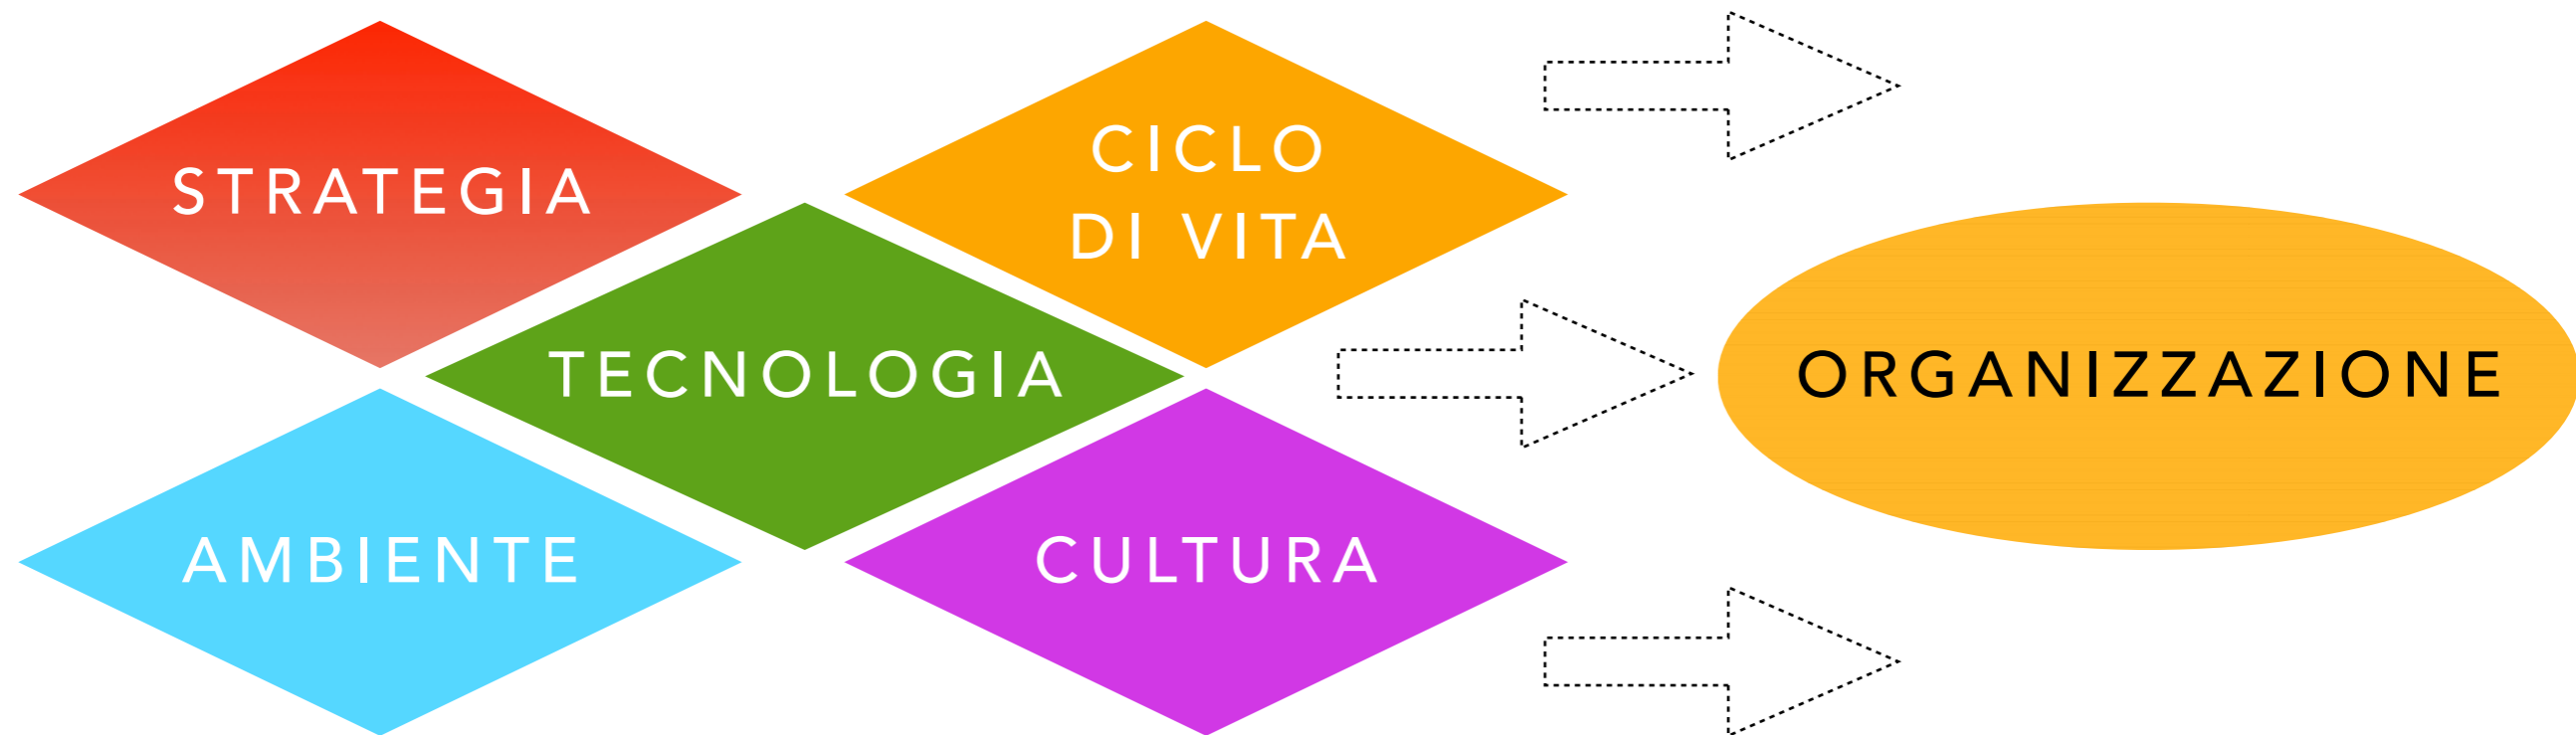 STRATEGIA
CICLO
DI VITA
TECNOLOGIA
ORGANIZZAZIONE
AMBIENTE
CULTURA